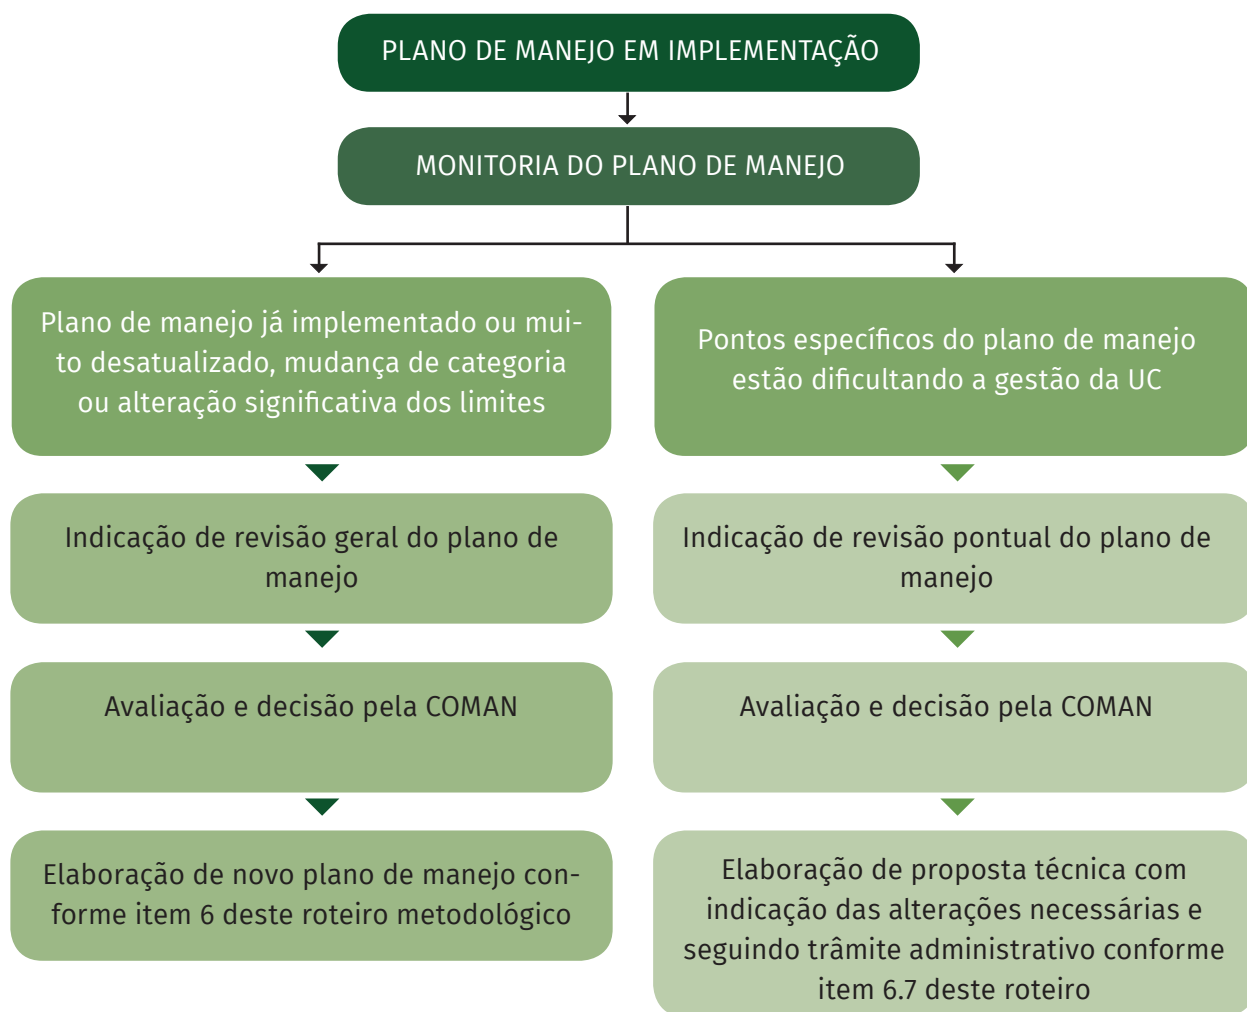 PLANO DE MANEJO EM IMPLEMENTAÇÃO
MONITORIA DO PLANO DE MANEJO
Plano de manejo já implementado ou mui-
to desatualizado, mudança de categoria
ou alteração significativa dos limites
Indicação de revisão geral do plano de
manejo
Avaliação e decisão pela COMAN
Elaboração de novo plano de manejo con-
forme item 6 deste roteiro metodológico
Pontos específicos do plano de manejo
estão dificultando a gestão da UC
Indicação de revisão pontual do plano de
manejo
Avaliação e decisão pela COMAN
Elaboração de proposta técnica com
indicação das alterações necessárias e
seguindo trâmite administrativo conforme
item 6.7 deste roteiro